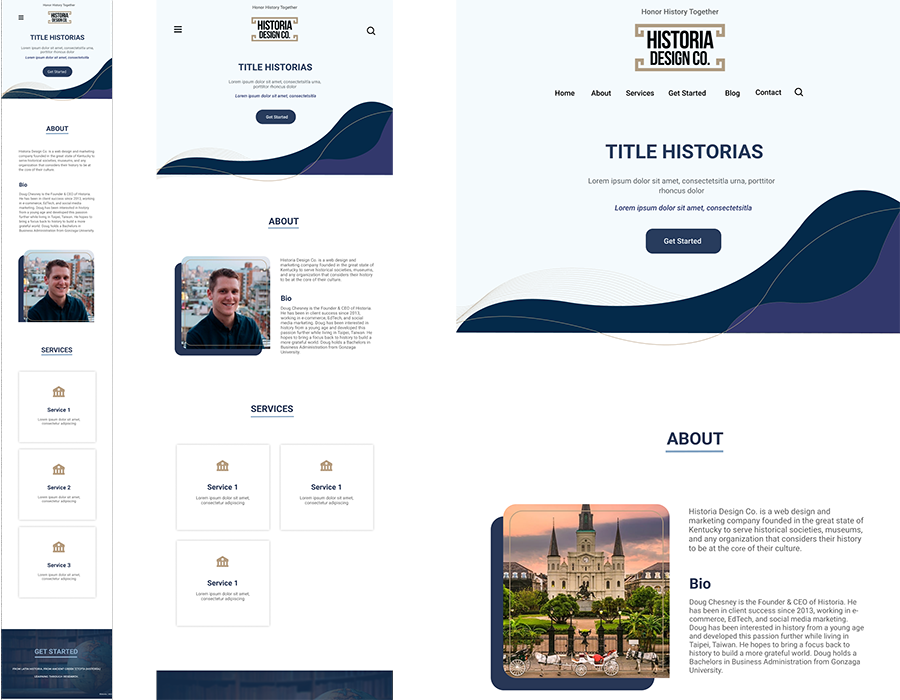 Honor History Together
HISTORIA
DESIGN CO.
TITLE HISTORIAS
Lorem ipsum dolor sit amet, consectetsitla urna,
porttitor rhoncus dolor
Lorem ipsum dolor sit amet, consectetsitla
Get Started
ABOUT
Historia Design Co. is a web design and marketing
company founded in the great state of Kentucky to
serve historical societies, museums, and any
organization that considers their history to be at
the core of their culture.
Bio
Doug Chesney is the Founder & CEO of Historia.
He has been in client success since 2013, working
in e-commerce, EdTech, and social media
marketing. Doug has been interested in history
from a young age and developed this passion
further while living in Taipei, Taiwan. He hopes to
bring a focus back to history to build a more
grateful world. Doug holds a Bachelors in
Business Administration from Gonzaga University.
SERVICES
Service 1
Lorem ipsum dolor sit amet,
consectetur adipiscing
Service 2
Lorem ipsum dolor sit amet,
consectetur adipiscing
Service 3
Lorem ipsum dolor sit amet,
consectetur adipiscing
GET STARTED
Honor History Together
HISTORIA
DESIGN CO.
TITLE HISTORIAS
Lorem ipsum dolor sit amet, consectetsitla urna,
porttitor rhoncus dolor
Lorem ipsum dolor sit amet, consectetsitla
Get Started
ABOUT
Historia Design Co. is a web design and
marketing company founded in the great state of
Kentucky to serve historical societies, museums,
and any organization that considers their history
to be at the core of their culture.
Bio
Doug Chesney is the Founder & CEO of Historia.
He has been in client success since 2013,
working in e-commerce, EdTech, and social
media marketing. Doug has been interested in
history from a young age and developed this
passion further while living in Taipei, Taiwan. He
hopes to bring a focus back to history to build a
more grateful world. Doug holds a Bachelors in
Business Administration from Gonzaga
University.
SERVICES
Service 1
Lorem ipsum dolor sit amet,
consectetur adipiscing
Service 1
Lorem ipsum dolor sit amet,
consectetur adipiscing
Service 1
Lorem ipsum dolor sit amet,
consectetur adipiscing
Honor History Together
HISTORIA
DESIGN CO.
Home About Services Get Started Blog Contact
TITLE HISTORIAS
Lorem ipsum dolor sit amet, consectetsitla urna, porttitor
rhoncus dolor
Lorem ipsum dolor sit amet, consectetsitla
Get Started
ABOUT
Historia Design Co. is a web design and
marketing company founded in the great state of
Kentucky to serve historical societies, museums,
and any organization that considers their history
to be at the core of their culture.
Bio
Doug Chesney is the Founder & CEO of Historia. He
has been in client success since 2013, working in e-
commerce, EdTech, and social media marketing.
Doug has been interested in history from a young age
and developed this passion further while living in
Taipei, Taiwan. He hopes to bring a focus back to
history to build a more grateful world. Doug holds a
Bachelors in Business Administration from Gonzaga
University.